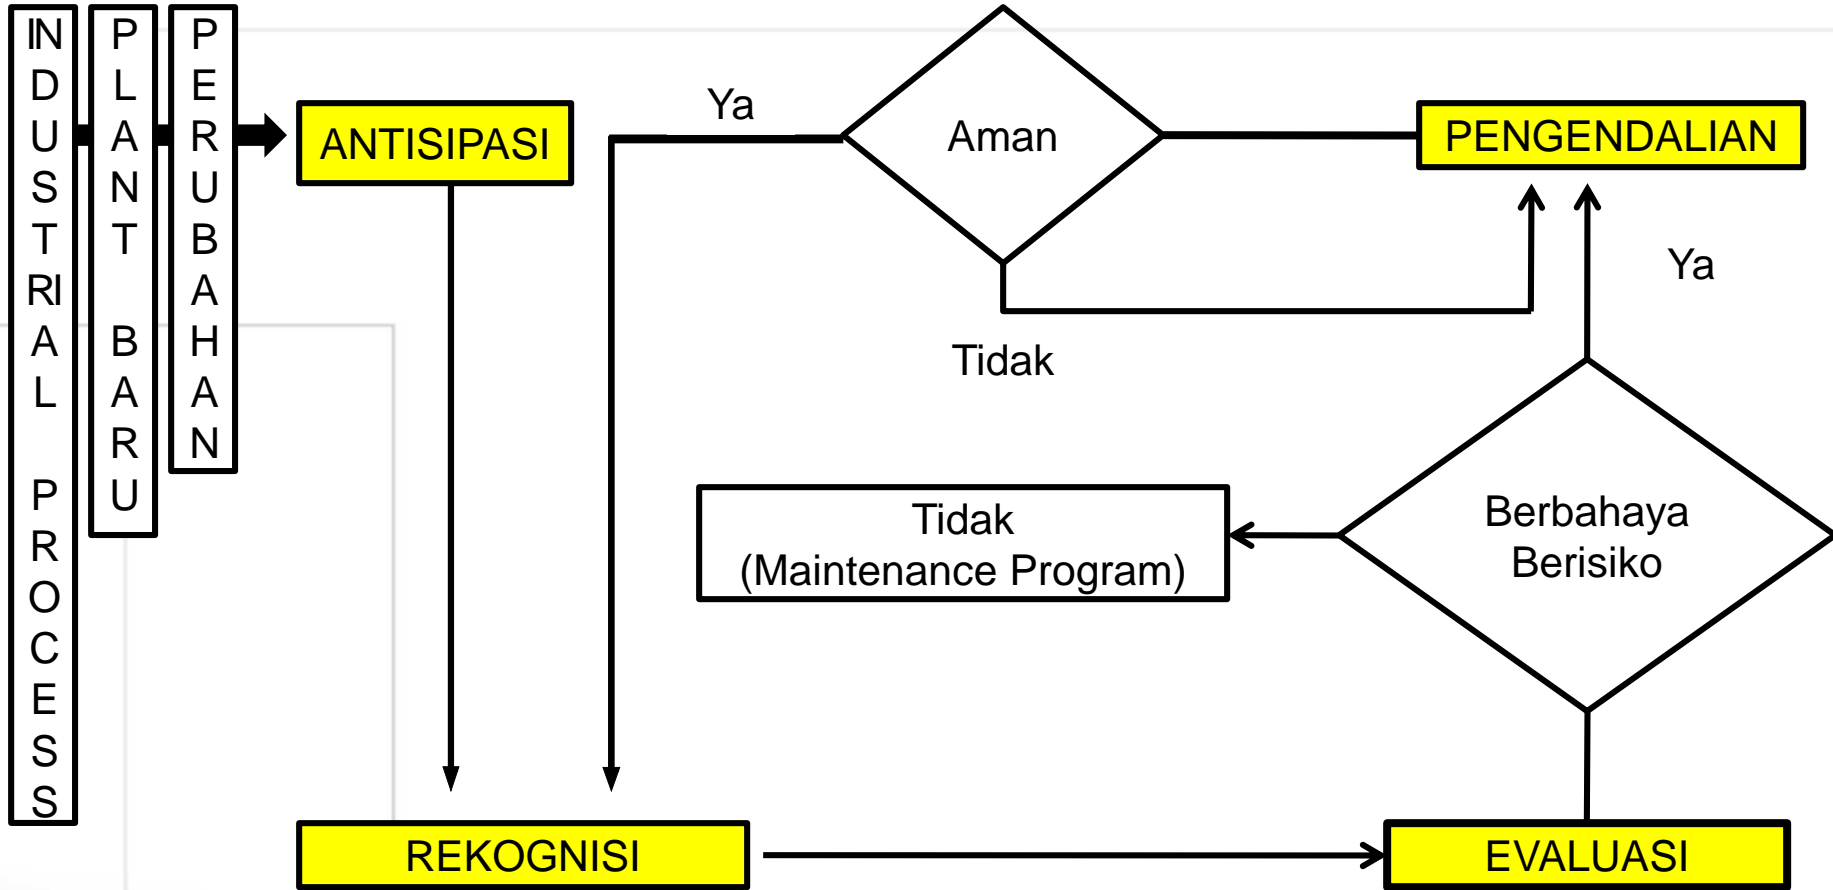 INDUSTRIAL PROCESS
PLANT BARU
PERUBAHAN
ANTISIPASI
Ya
Aman
PENGENDALIAN
Ya
Tidak
Tidak
(Maintenance Program)
Berbahaya
Berisiko
REKOGNISI
EVALUASI